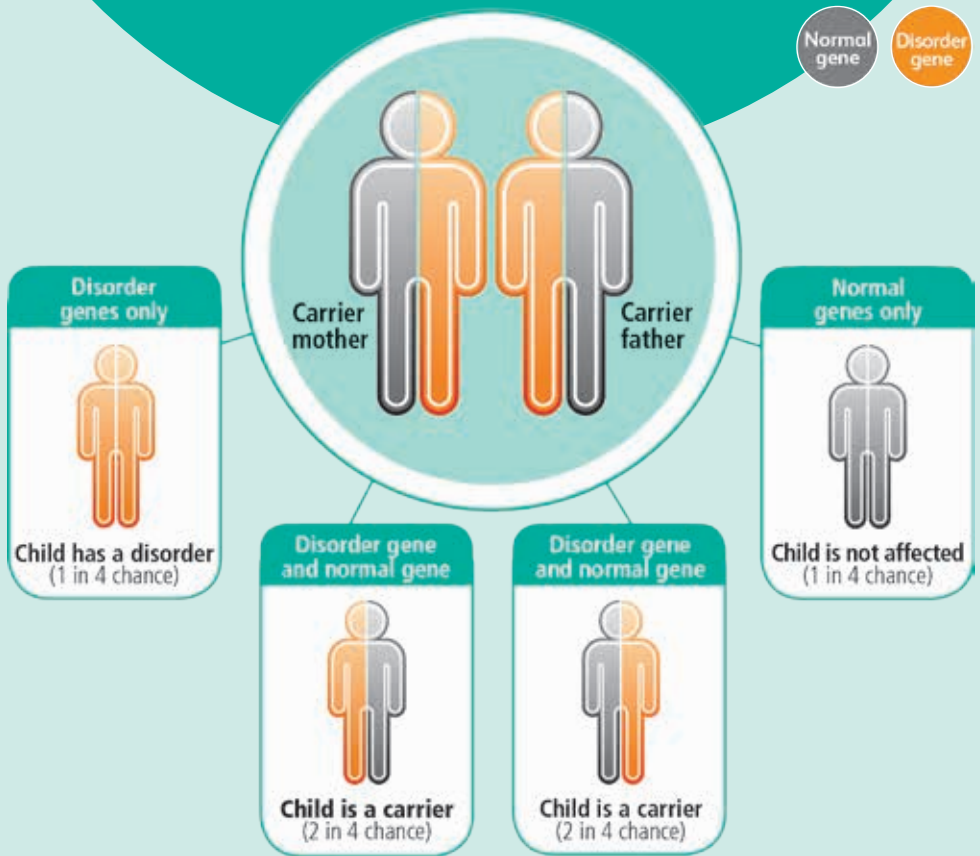 Normal
gene
Disorder
gene
Carrier
mother
Carrier
father
Disorder
genes only
Child has a disorder
(1 in 4 chance)
Disorder gene
and normal gene
Child is a carrier
(2 in 4 chance)
Disorder gene
and normal gene
Child is a carrier
(2 in 4 chance)
Normal
genes only
Child is not affected
(1 in 4 chance)